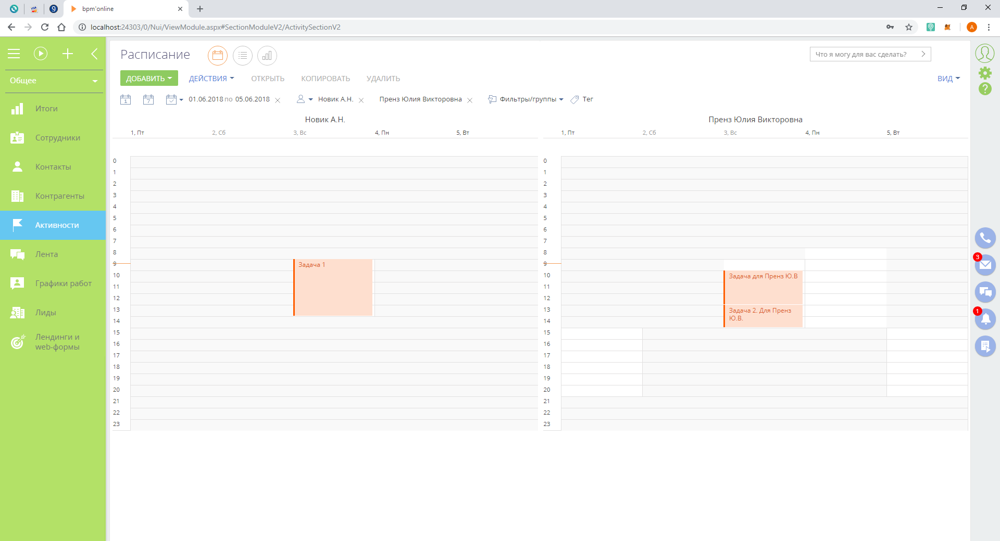 bpm'online
localhost:24303/0/Nui/ViewModule.aspx#SectionModuleV2/ActivitySectionV2
A
Общее
Итоги
Сотрудники
Контакты
Контрагенты
Активности
Лента
Графики работ
Лиды
Лендинги и
web-формы
Расписание
Что я могу для вас сделать?
ДОБАВИТЬ ДЕЙСТВИЯ ОТКРЫТЬ КОПИРОВАТЬ УДАЛИТЬ ВИД
1 7 01.06.2018 по 05.06.2018 Новик А.Н. Пренз Юлия Викторовна Фильтры/группы Тег
Новик А.Н.
1, Пт 2, Сб 3, Вс 4, Пн 5, Вт
0
1
2
3
4
5
6
7
8
9
10
11
12
13
14
15
16
17
18
19
20
21
22
23
Задача 1
Пренз Юлия Викторовна
1, Пт 2, Сб 3, Вс 4, Пн 5, Вт
0
1
2
3
4
5
6
7
8
9
10
11
12
13
14
15
16
17
18
19
20
21
22
23
Задача для Пренз Ю.В
Задача 2. Для Пренз
Ю.В.
?
3
1